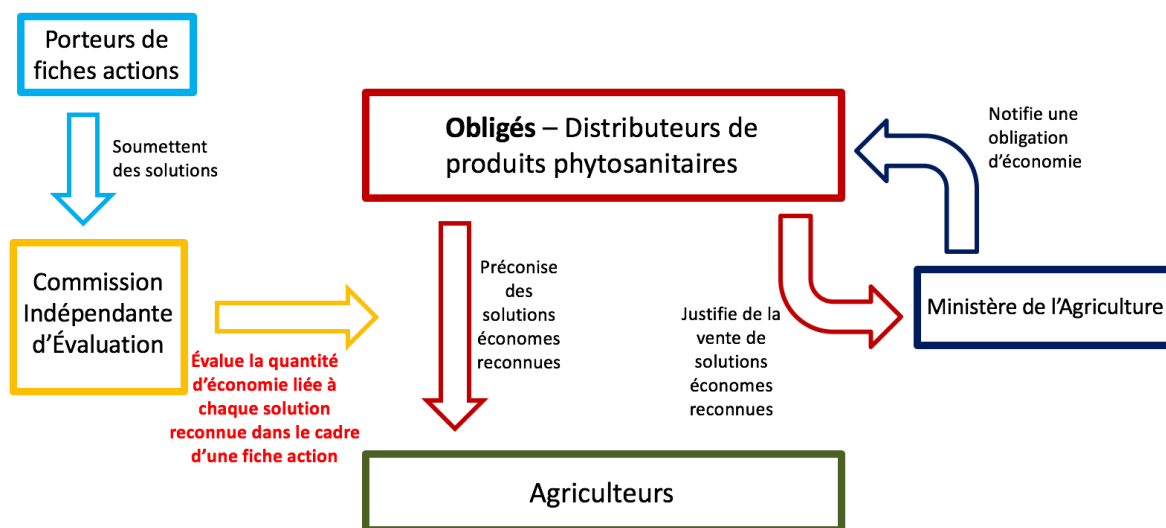 Porteurs de
fiches actions
Soumettent
des solutions
Commission
Indépendante
d’Évaluation
Évalue la quantité
d’économie liée à
chaque solution
reconnue dans le cadre
d’une fiche action
Obligés – Distributeurs de
produits phytosanitaires
Préconise
des
solutions
économes
reconnues
Justifie de la
vente de
solutions
économes
reconnues
Notifie une
obligation
d’économie
Ministère de l’Agriculture
Agriculteurs